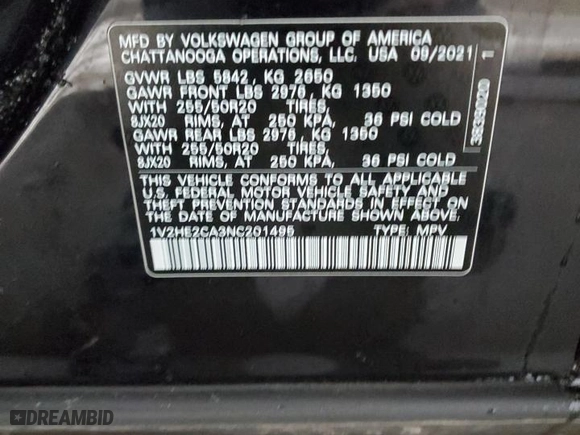 MFD BY VOLKSWAGEN GROUP OF AMERICA
CHATTANOOGA OPERATIONS, LLC. USA 09/2021
GVWR LBS 5842 , KG 2650
GAWR FRONT LBS 2976 , KG 1350
WITH 255/50R20 TIRES,
8JX20 RIMS, AT 250 KPA, 36 PSI COLD
GAWR REAR LBS 2976 , KG 1350
WITH 255/50R20 TIRES,
8JX20 RIMS, AT 250 KPA, 36 PSI COLD
THIS VEHICLE CONFORMS TO ALL APPLICABLE
U.S. FEDERAL MOTOR VEHICLE SAFETY AND
THEFT PREVENTION STANDARDS IN EFFECT ON
THE DATE OF MANUFACTURE SHOWN ABOVE.
1V2HE2CA3NC201495 TYPE: MPV
DREAMBID